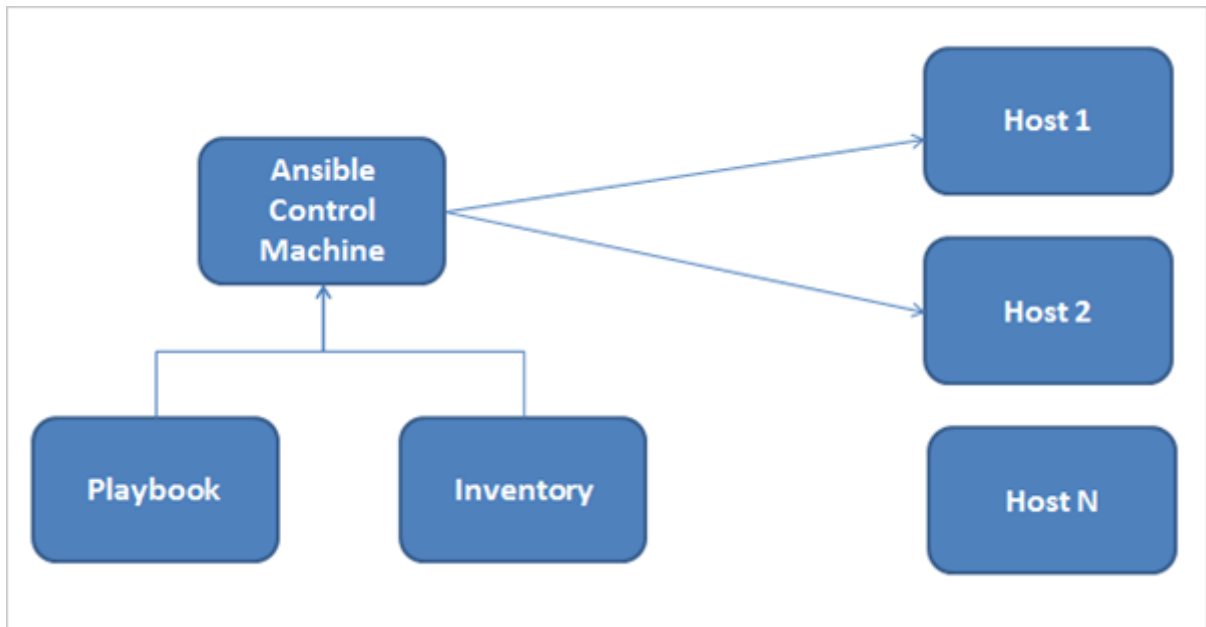 Ansible
Control
Machine
Host 1
Host 2
Playbook
Inventory
Host N